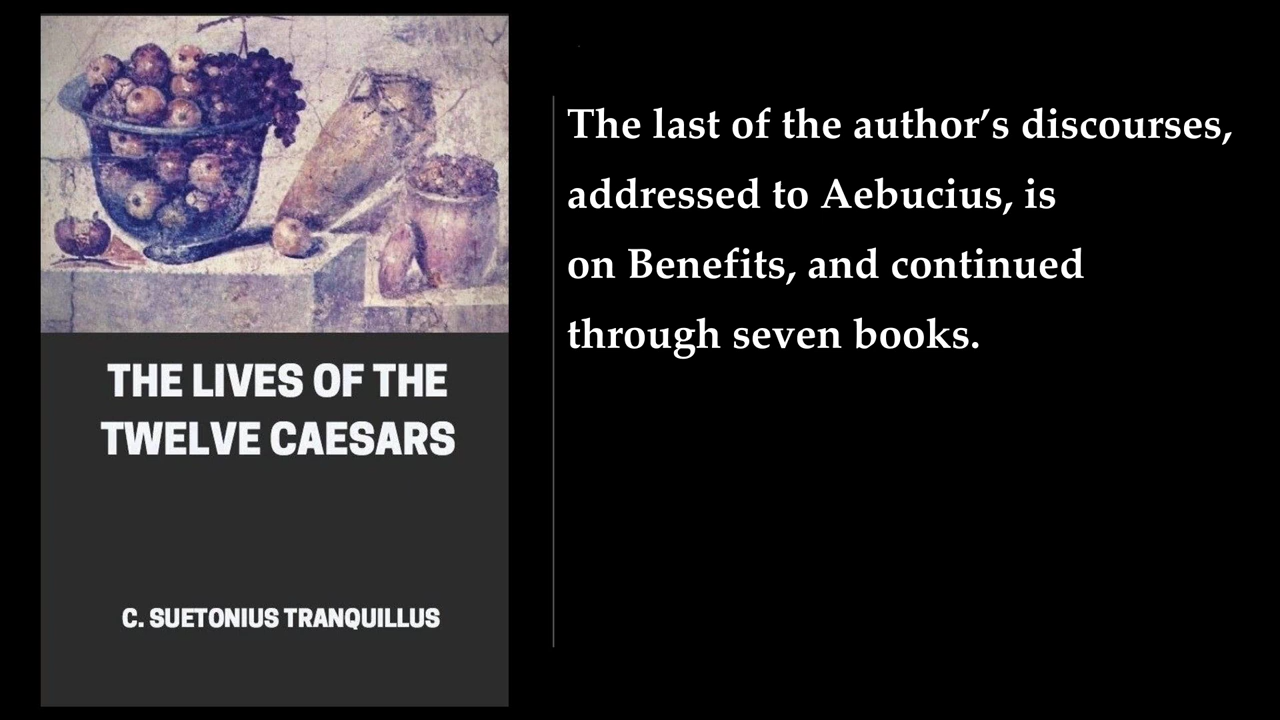 THE LIVES OF THE
TWELVE CAESARS
C. SUETONIUS TRANQUILLUS
The last of the author’s discourses,
addressed to Aebucius, is
on Benefits, and continued
through seven books.